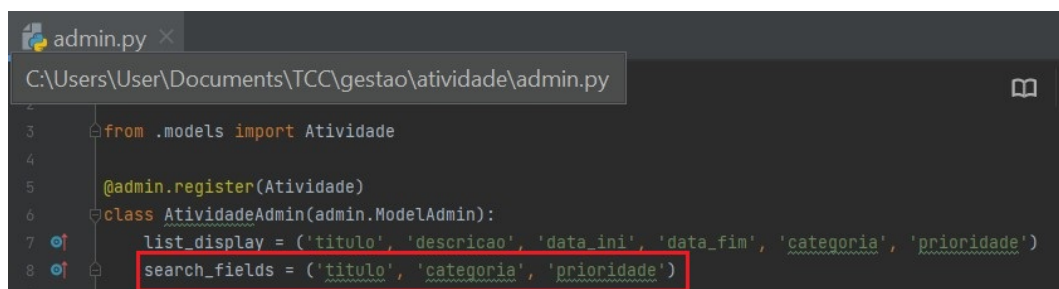 admin.py
C:\Users\User\Documents\TCC\gestao\atividade\admin.py
2
3 from .models import Atividade
4
5 @admin.register(Atividade)
6 class AtividadeAdmin(admin.ModelAdmin):
7 list_display = ('titulo', 'descricao', 'data_ini', 'data_fim', 'categoria', 'prioridade')
8 search_fields = ('titulo', 'categoria', 'prioridade')